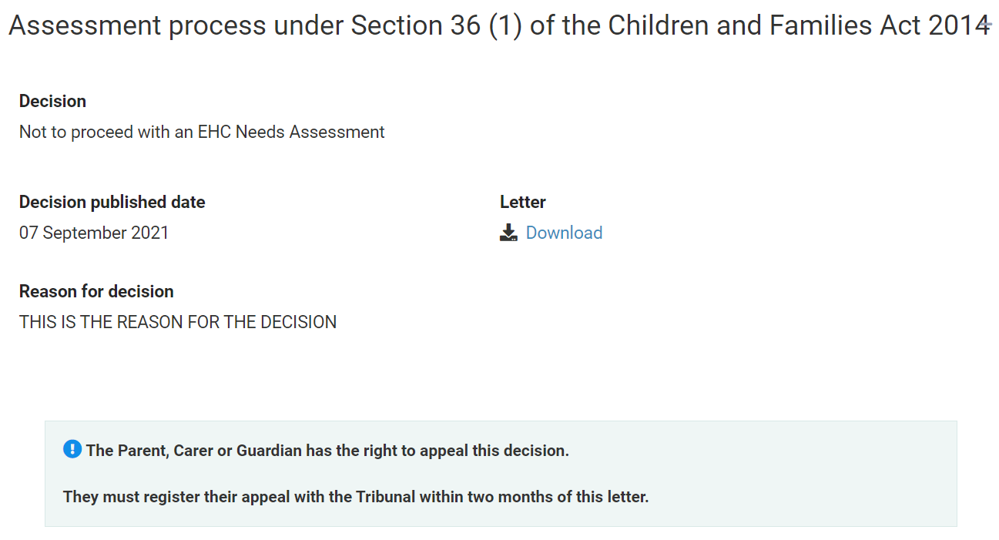 Assessment process under Section 36 (1) of the Children and Families Act 2014
Decision
Not to proceed with an EHC Needs Assessment
Decision published date
07 September 2021
Letter
Download
Reason for decision
THIS IS THE REASON FOR THE DECISION
The Parent, Carer or Guardian has the right to appeal this decision.
They must register their appeal with the Tribunal within two months of this letter.